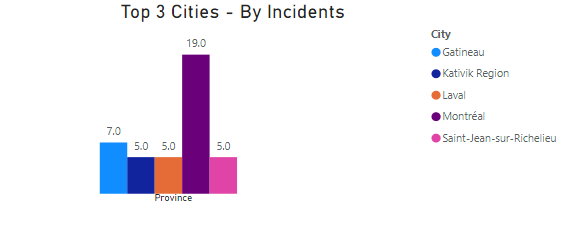 Top 3 Cities - By Incidents
19.0
7.0
5.0 5.0 5.0
Province
City
Gatineau
Kativik Region
Laval
Montréal
Saint-Jean-sur-Richelieu